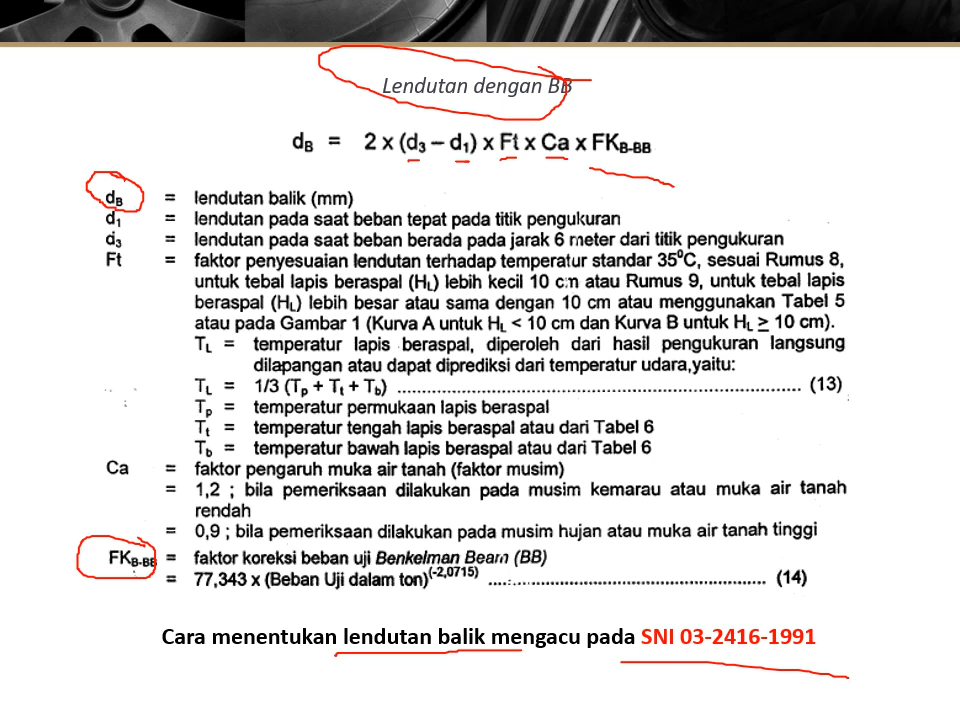 Lendutan dengan BB
dB = 2 x (d3 – d1) x Ft x Ca x FKB-BB
dB = lendutan balik (mm)
d1 = lendutan pada saat beban tepat pada titik pengukuran
d3 = lendutan pada saat beban berada pada jarak 6 meter dari titik pengukuran
Ft = faktor penyesuaian lendutan terhadap temperatur standar 35⁰C, sesuai Rumus 8,
untuk tebal lapis beraspal (HL) lebih kecil 10 cm atau Rumus 9, untuk tebal lapis
beraspal (HL) lebih besar atau sama dengan 10 cm atau menggunakan Tabel 5
atau pada Gambar 1 (Kurva A untuk HL < 10 cm dan Kurva B untuk HL ≥ 10 cm).
TL = temperatur lapis beraspal, diperoleh dari hasil pengukuran langsung
dilapangan atau dapat diprediksi dari temperatur udara,yaitu:
TL = 1/3 (Tp + Tt + Tb) ........................................ (13)
Tp = temperatur permukaan lapis beraspal
Tt = temperatur tengah lapis beraspal atau dari Tabel 6
Tb = temperatur bawah lapis beraspal atau dari Tabel 6
Ca = faktor pengaruh muka air tanah (faktor musim)
= 1,2 ; bila pemeriksaan dilakukan pada musim kemarau atau muka air tanah
rendah
= 0,9 ; bila pemeriksaan dilakukan pada musim hujan atau muka air tanah tinggi
FKB-BB = faktor koreksi beban uji Benkelman Beam (BB)
= 77,343 x (Beban Uji dalam ton)(-2,0715) ........................................ (14)
Cara menentukan lendutan balik mengacu pada SNI 03-2416-1991